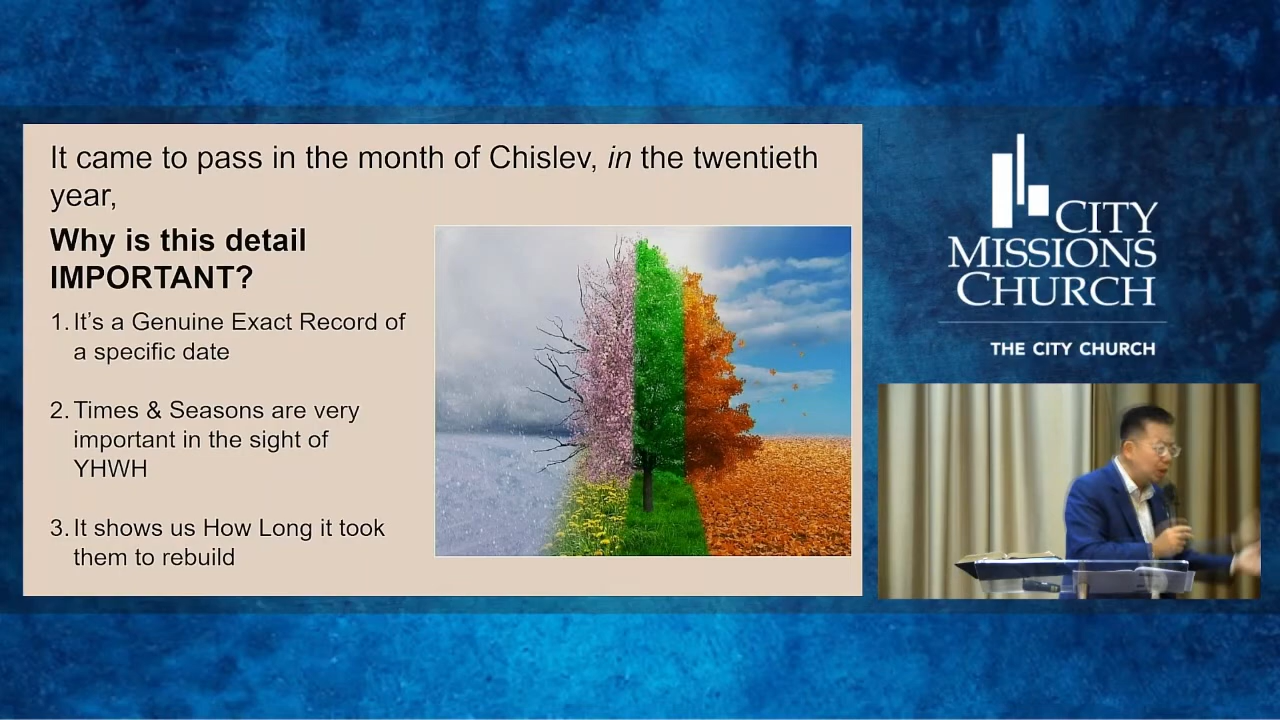 It came to pass in the month of Chislev, in the twentieth
year,
Why is this detail
IMPORTANT?
1. It's a Genuine Exact Record of
a specific date
2. Times & Seasons are very
important in the sight of
YHWH
3. It shows us How Long it took
them to rebuild
CITY
MISSIONS
CHURCH
THE CITY CHURCH